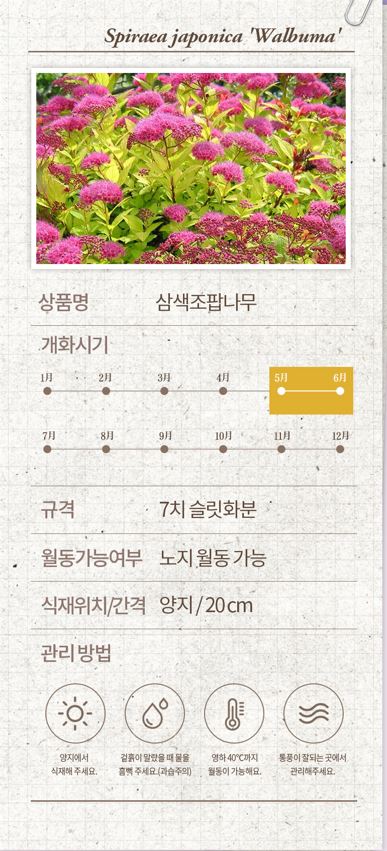 Spiraea japonica 'Walbuma'
상품명 삼색조팝나무
개화시기
1月 2月 3月 4月 5月 6月
7月 8月 9月 10月 11月 12月
규격 7치 슬릿화분
월동가능여부 노지 월동 가능
식재위치/간격 양지 / 20cm
관리 방법
양지에서
식재해 주세요.
겉흙이 말랐을 때 물을
흠뻑 주세요.(과습주의)
영하 40℃까지
월동이 가능해요.
통풍이 잘되는 곳에서
관리해주세요.